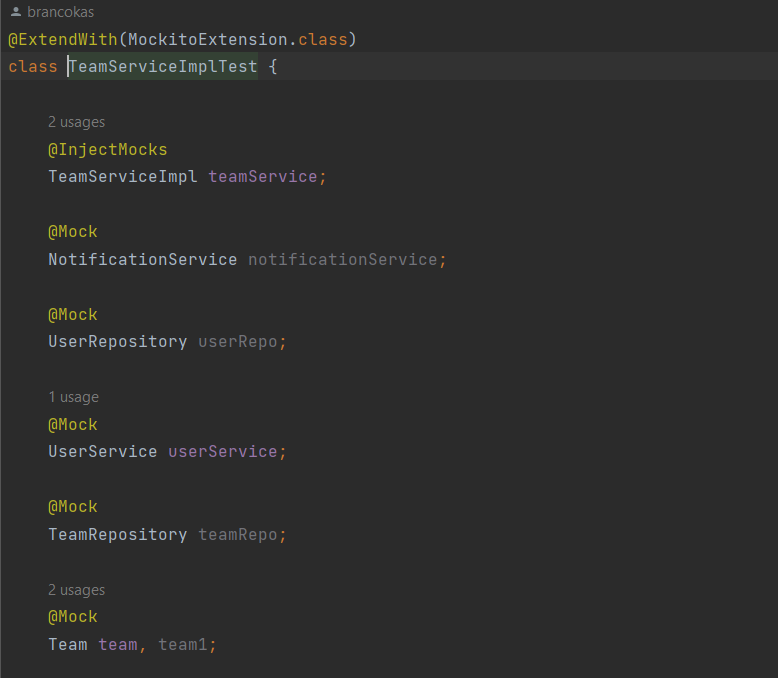 brancokas
@ExtendWith(MockitoExtension.class)
class TeamServiceImplTest {
2 usages
@InjectMocks
TeamServiceImpl teamService;
@Mock
NotificationService notificationService;
@Mock
UserRepository userRepo;
1 usage
@Mock
UserService userService;
@Mock
TeamRepository teamRepo;
2 usages
@Mock
Team team, team1;